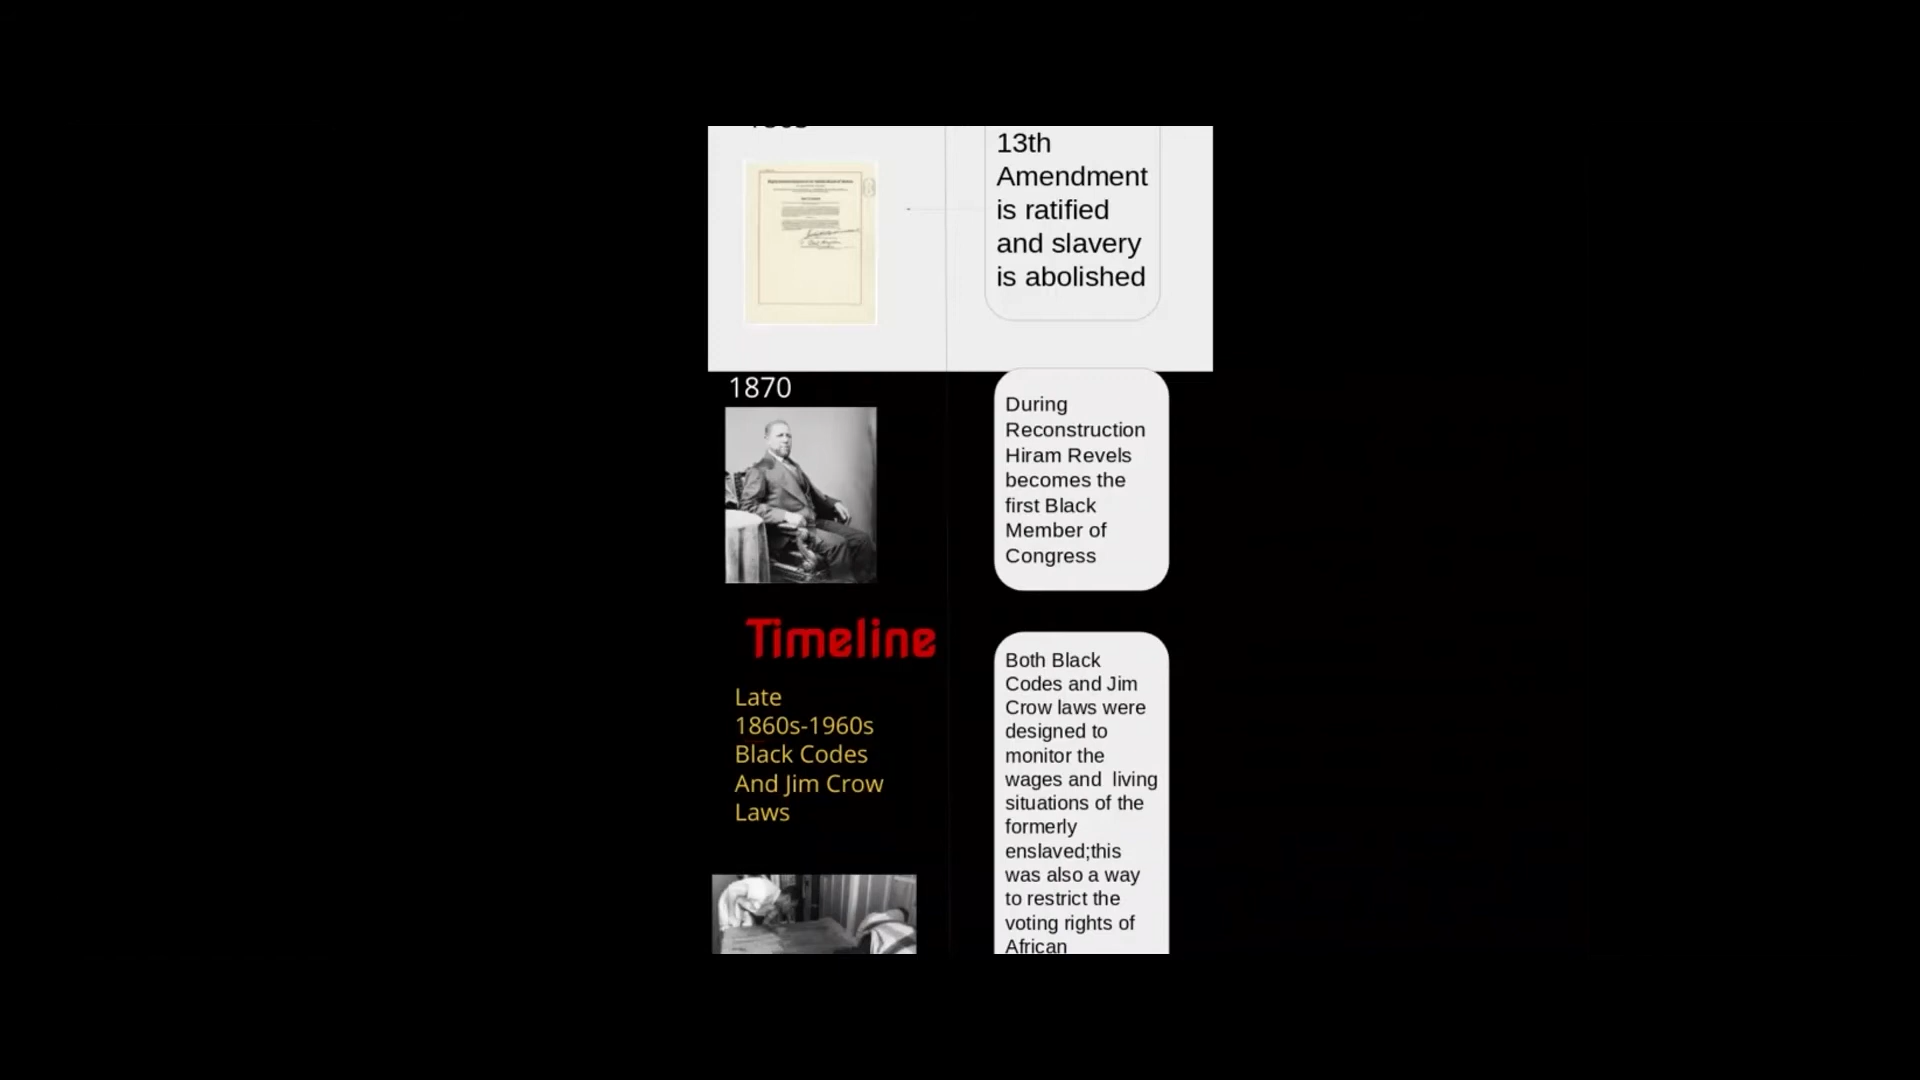 13th
Amendment
is ratified
and slavery
is abolished
1870
During
Reconstruction
Hiram Revels
becomes the
first Black
Member of
Congress
Timeline
Late
1860s-1960s
Black Codes
And Jim Crow
Laws
Both Black
Codes and Jim
Crow laws were
designed to
monitor the
wages and  living
situations of the
formerly
enslaved;this
was also a way
to restrict the
voting rights of
African